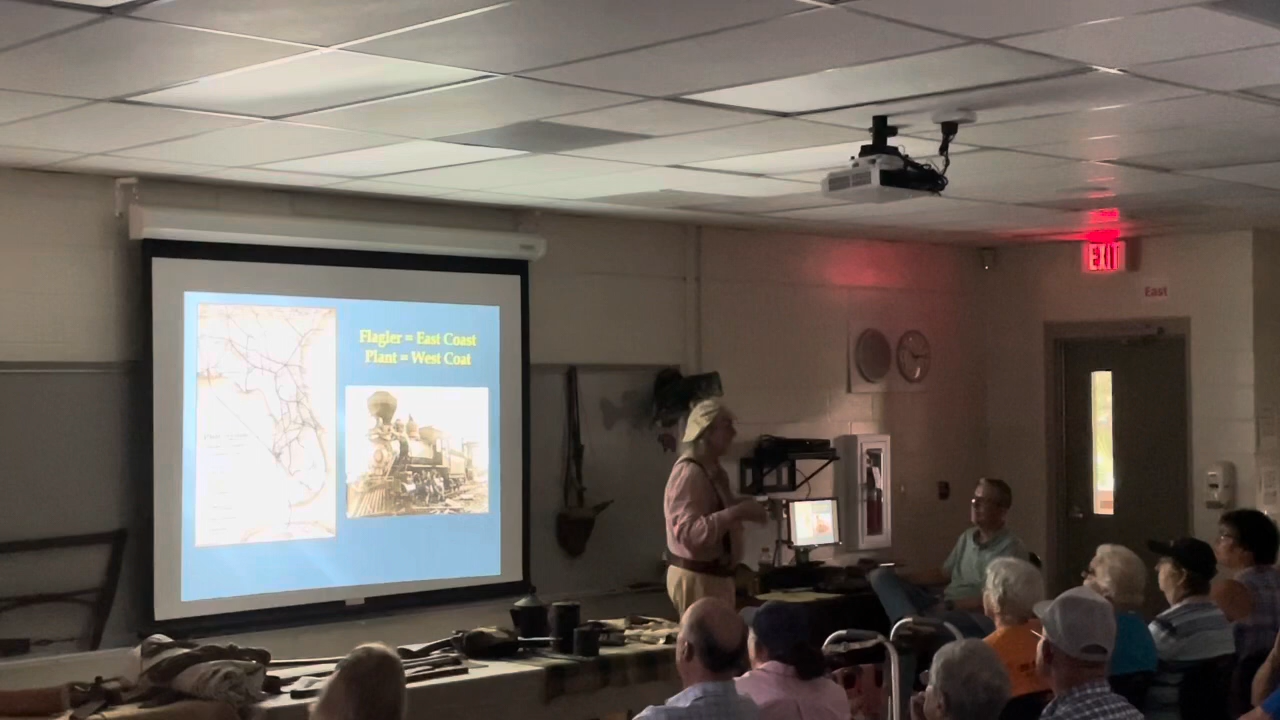 Flagler = East Coast
Plant = West Coat
EXIT
East